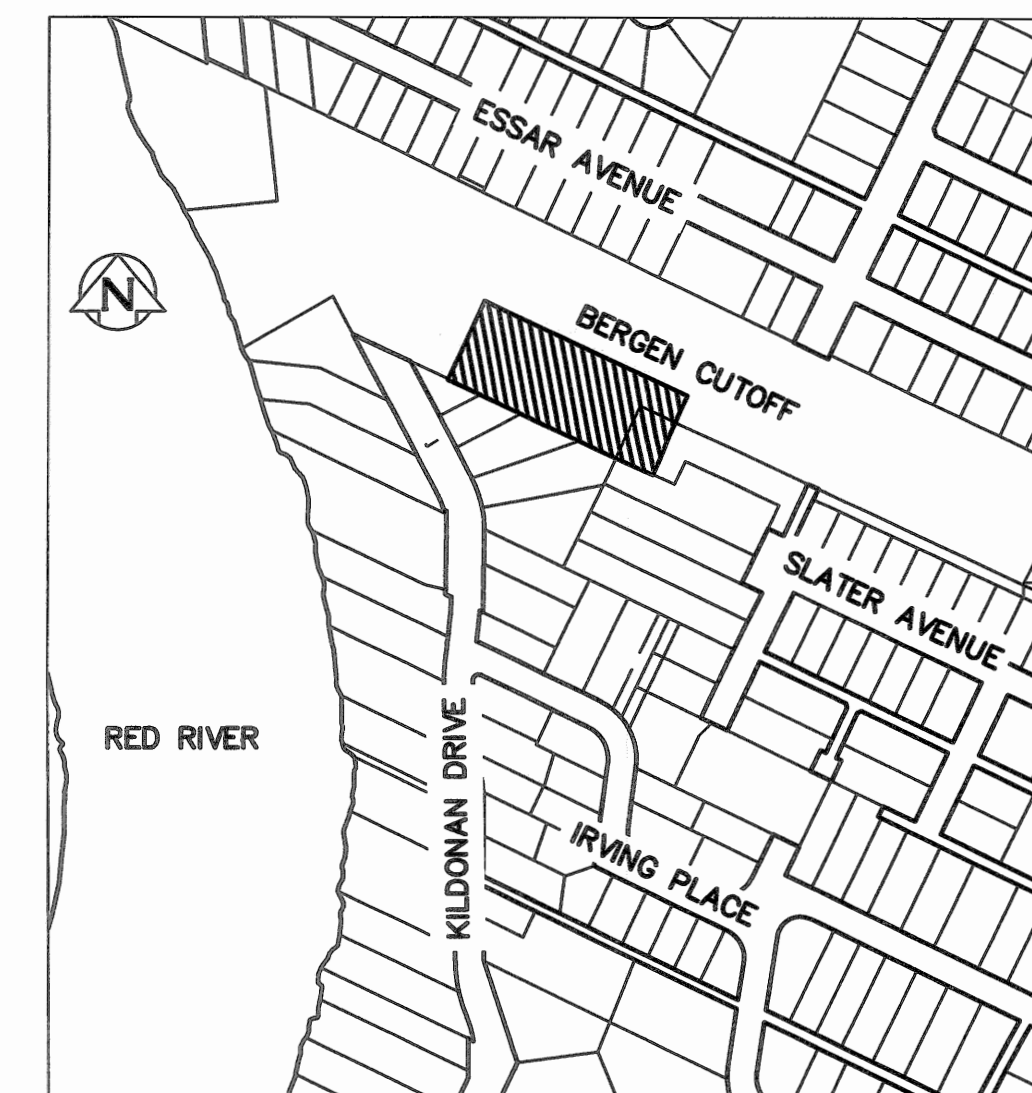 ESSAR AVENUE
N
BERGEN CUTOFF
SLATER AVENUE
RED RIVER
KILDONAN DRIVE
IRVING PLACE